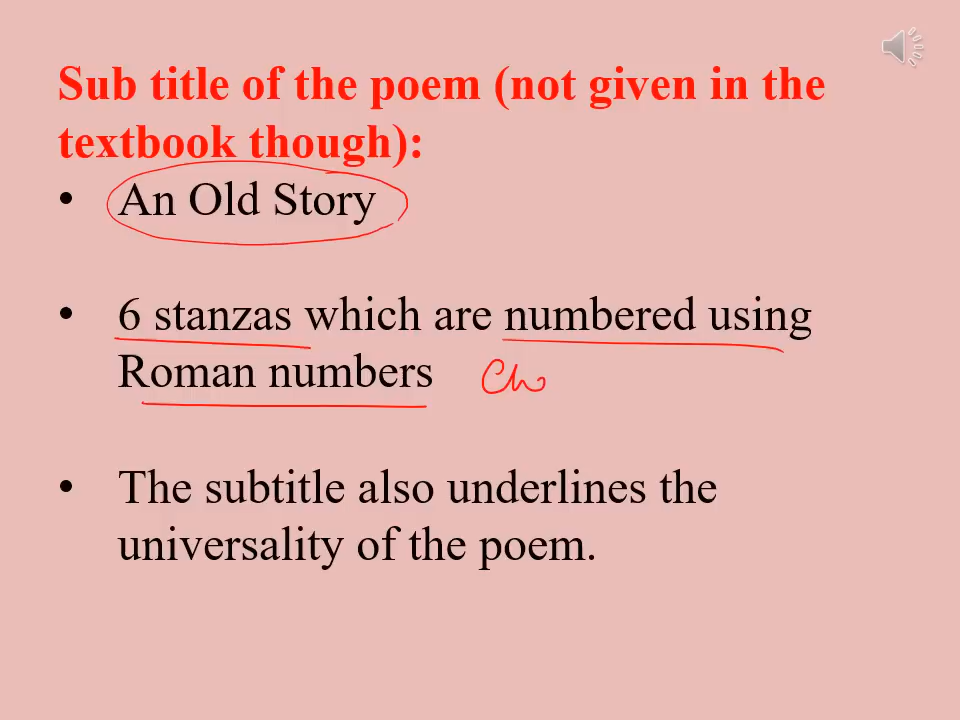 Sub title of the poem (not given in the
textbook though):
• An Old Story
• 6 stanzas which are numbered using
Roman numbers
• The subtitle also underlines the
universality of the poem.